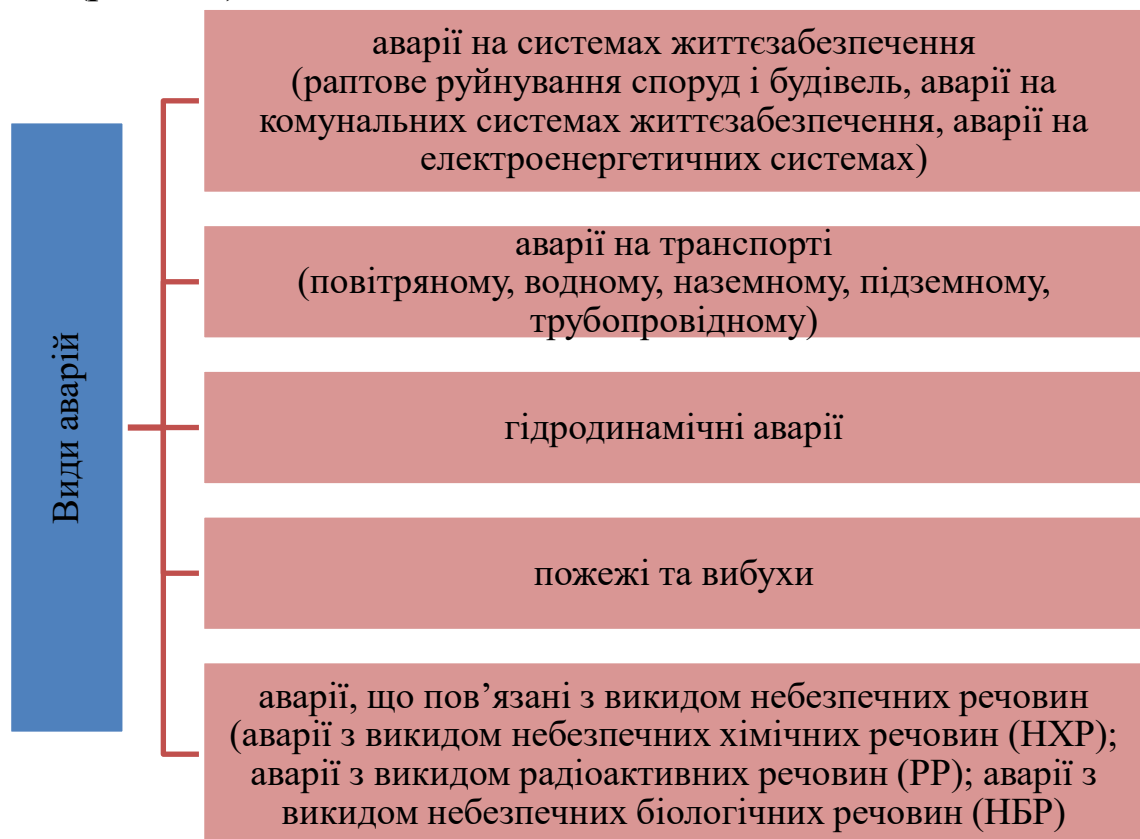 аварії на системах життєзабезпечення
(раптове руйнування споруд і будівель, аварії на
комунальних системах життєзабезпечення, аварії на
електроенергетичних системах)
аварії на транспорті
(повітряному, водному, наземному, підземному,
трубопровідному)
Види аварій
гідродинамічні аварії
пожежі та вибухи
аварії, що пов’язані з викидом небезпечних речовин
(аварії з викидом небезпечних хімічних речовин (НХР);
аварії з викидом радіоактивних речовин (РР); аварії з
викидом небезпечних біологічних речовин (НБР)